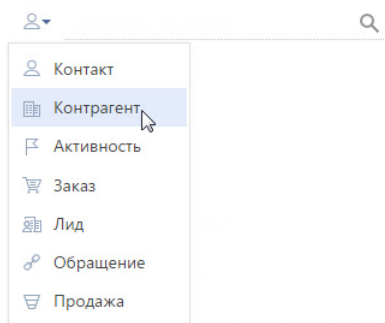 Контакт
Контрагент
Активность
Заказ
Лид
Обращение
Продажа